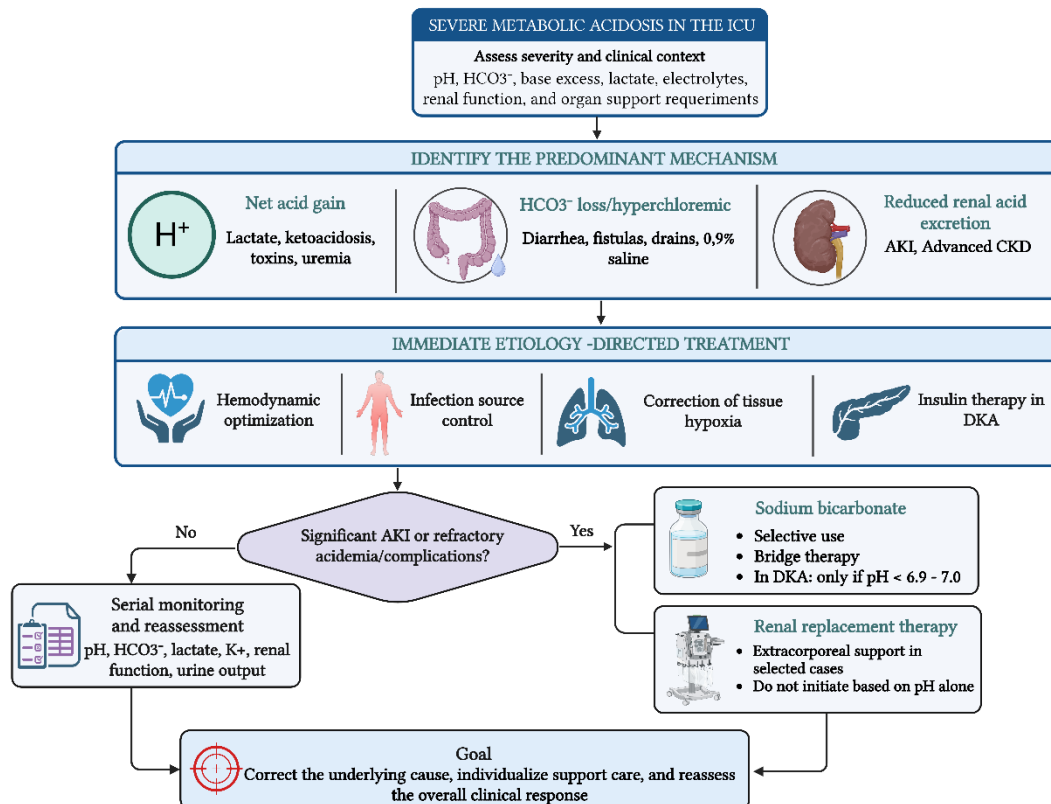 SEVERE METABOLIC ACIDOSIS IN THE ICU
Assess severity and clinical context
pH, HCO3⁻, base excess, lactate, electrolytes,
renal function, and organ support requeriments
IDENTIFY THE PREDOMINANT MECHANISM
H⁺
Net acid gain
Lactate, ketoacidosis,
toxins, uremia
HCO3⁻ loss/hyperchloremic
Diarrhea, fistulas, drains, 0,9%
saline
Reduced renal acid
excretion
AKI, Advanced CKD
IMMEDIATE ETIOLOGY -DIRECTED TREATMENT
Hemodynamic
optimization
Infection source
control
Correction of tissue
hypoxia
Insulin therapy in
DKA
Significant AKI or refractory
acidemia/complications?
No
Yes
Serial monitoring
and reassessment
pH, HCO3⁻, lactate, K+, renal
function, urine output
Sodium bicarbonate
• Selective use
• Bridge therapy
• In DKA: only if pH < 6.9 - 7.0
Renal replacement therapy
• Extracorporeal support in
selected cases
• Do not initiate based on pH alone
Goal
Correct the underlying cause, individualize support care, and reassess
the overall clinical response